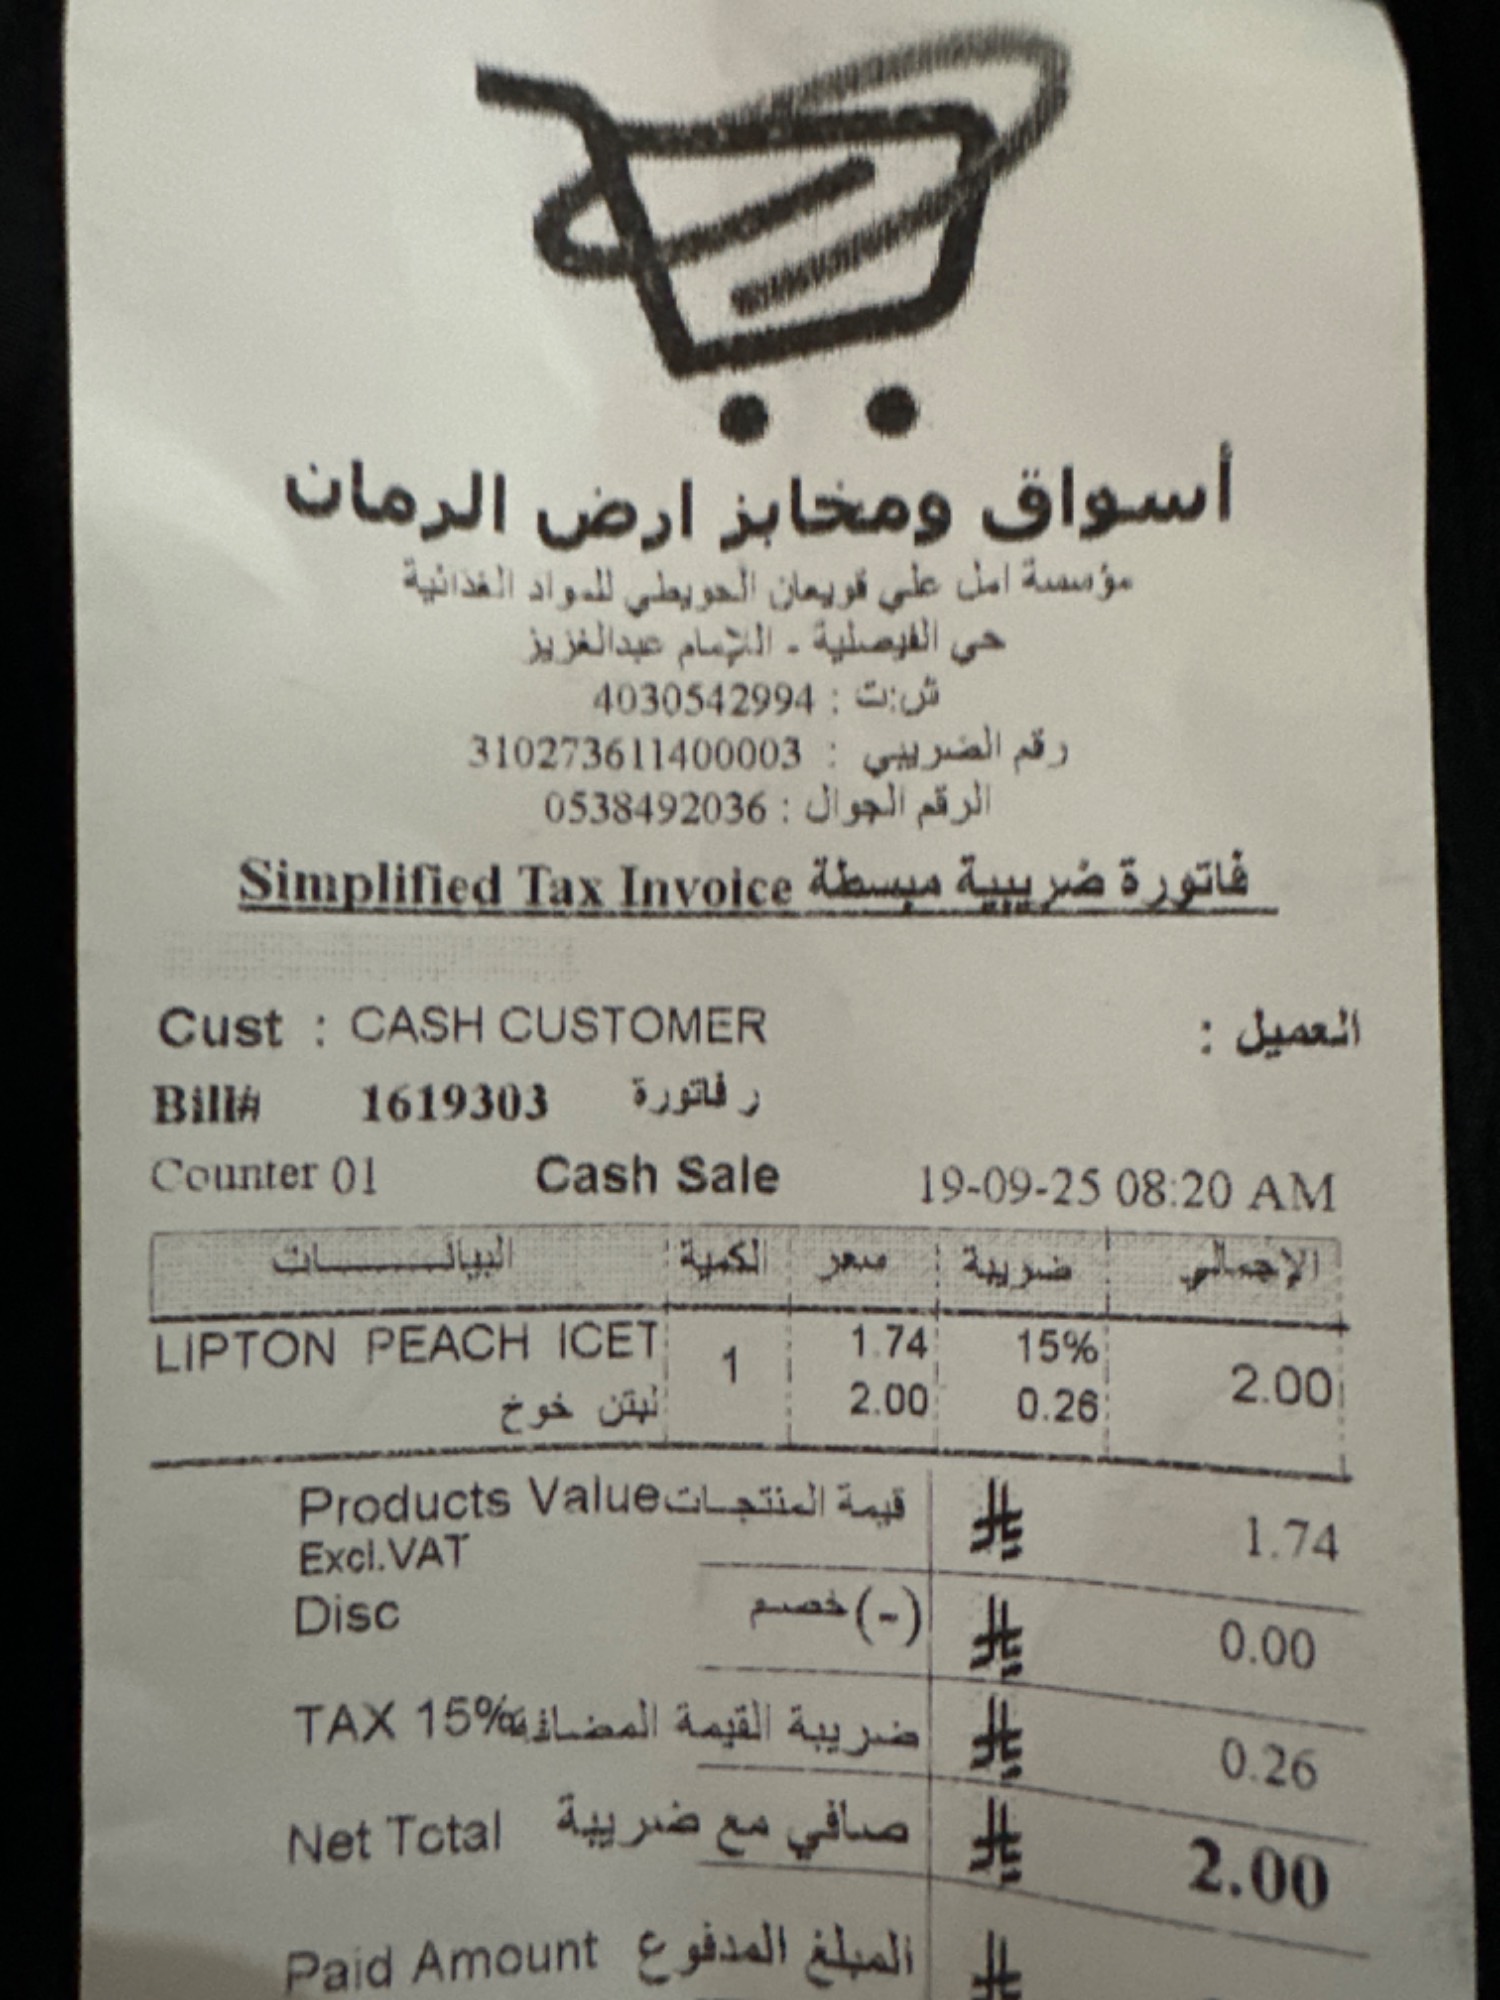 أسواق ومخابز ارض الرمان
مؤسسة امل علي قويعان الحويطي للمواد الغذائية
حي الفيصلية - الإمام عبدالعزيز
4030542994 :
رقم الضريبي : 310273611400003
الرقم الجوال : 0538492036
Simplified Tax Invoice فاتورة ضريبية مبسطة
Cust : CASH CUSTOMER العميل :
Bill# 1619303 ر فاتورة
Counter 01 Cash Sale 19-09-25 08:20 AM
البيانــــــات الكمية سعر ضريبة الإجمالي
LIPTON PEACH ICET 1 1.74 15% 2.00
ليتن خوخ 2.00 0.26
Products Value قيمة المنتجات 1.74
Excl.VAT
Disc خصم (-) 0.00
TAX 15% ضريبة القيمة المضافة 0.26
Net Total صافي مع ضريبة 2.00
Paid Amount المبلغ المدفوع